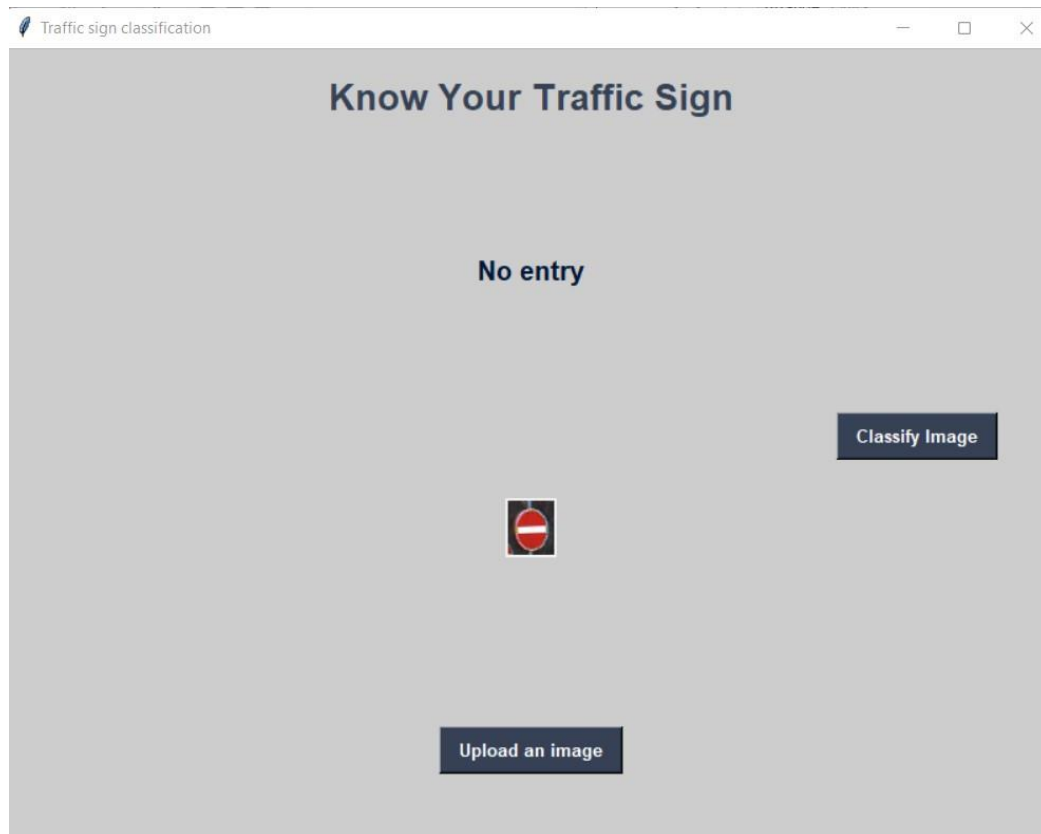 Traffic sign classification
Know Your Traffic Sign
No entry
Classify Image
Upload an image